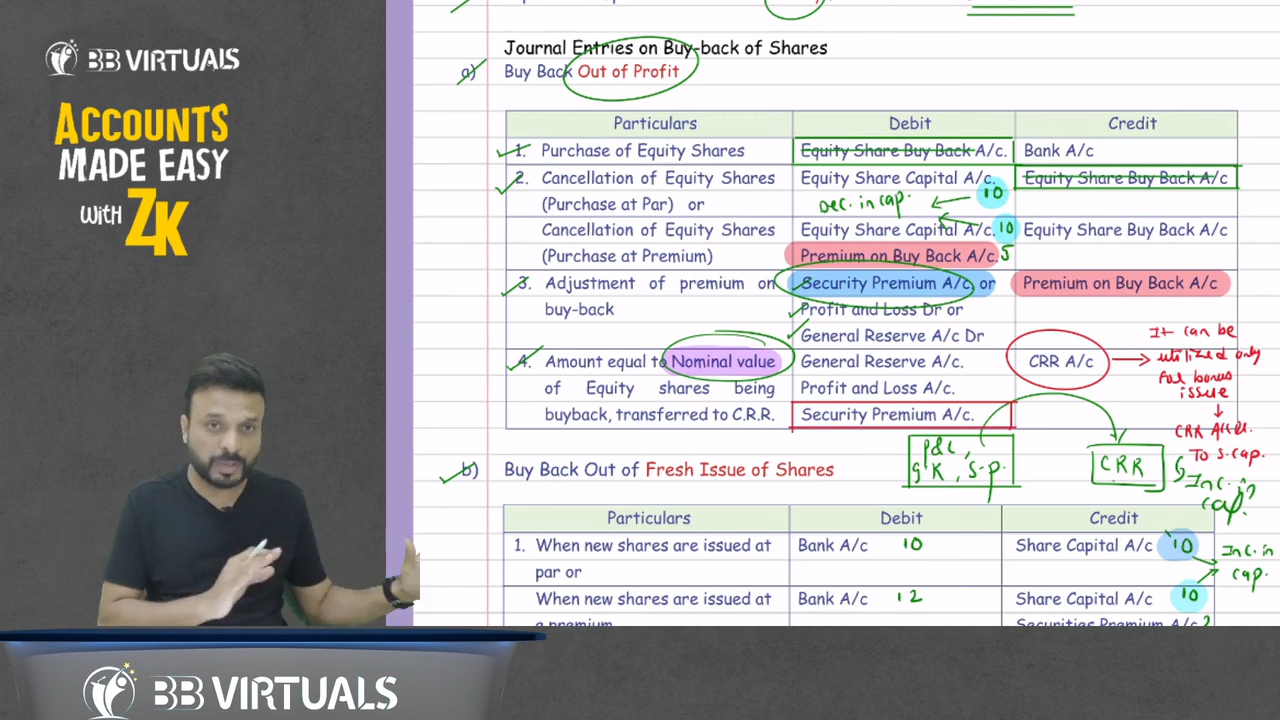 BB VIRTUALS
ACCOUNTS
MADE EASY
WITH ZK
Journal Entries on Buy-back of Shares
a) Buy Back Out of Profit
Particulars Debit Credit
1. Purchase of Equity Shares Equity Share Buy Back A/c. Bank A/c
2. Cancellation of Equity Shares Equity Share Capital A/c. Equity Share Buy Back A/c
(Purchase at Par) or Dec. in cap. 10
Cancellation of Equity Shares Equity Share Capital A/c. 10 Equity Share Buy Back A/c
(Purchase at Premium) Premium on Buy Back A/c. 5
3. Adjustment of premium on Security Premium A/c, or Premium on Buy Back A/c
buy-back Profit and Loss Dr or
General Reserve A/c Dr
4. Amount equal to Nominal value General Reserve A/c. CRR A/c
of Equity shares being Profit and Loss A/c.
buyback, transferred to C.R.R. Security Premium A/c.
It can be
utilized only
for bonus
issue
CRR A/c Dr.
To S.cap.
Inc. in
cap.
P&L,
GR, S.P.
CRR
b) Buy Back Out of Fresh Issue of Shares
Particulars Debit Credit
1. When new shares are issued at Bank A/c 10 Share Capital A/c 10
par or
Inc. in
cap.
When new shares are issued at Bank A/c 12 Share Capital A/c 10
a premium Securities Premium A/c 2
BB VIRTUALS